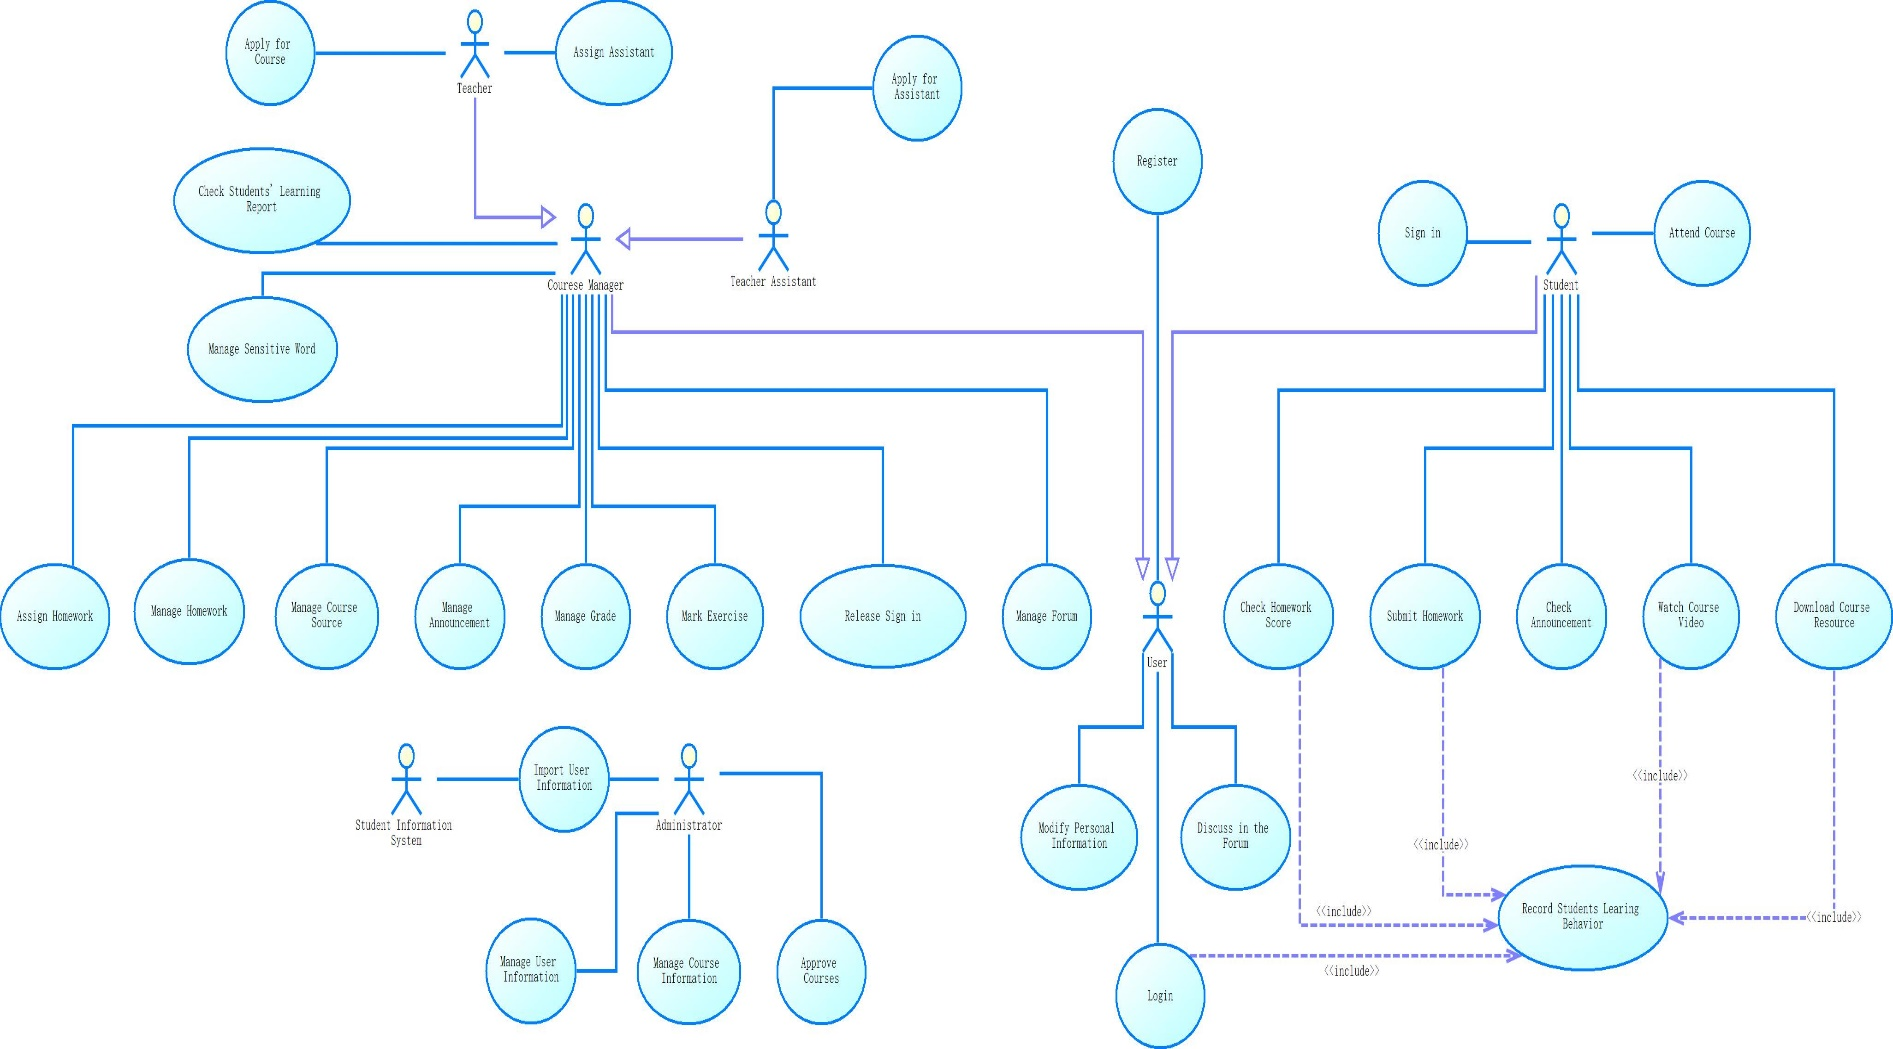 Apply for
Course
Teacher
Assign Assistant
Apply for
Assistant
Register
Check Students' Learning
Report
Courese Manager
Teacher Assistant
Sign in
Student
Attend Course
Manage Sensitive Word
Assign Homework
Manage Homework
Manage Course
Source
Manage
Announcement
Manage Grade
Mark Exercise
Release Sign in
Manage Forum
User
Check Homework
Score
Submit Homework
Check
Announcement
Watch Course
Video
Download Course
Resource
Student Information
System
Import User
Information
Administrator
Modify Personal
Information
Discuss in the
Forum
<<include>>
<<include>>
<<include>>
<<include>>
<<include>>
Record Students Learing
Behavior
Manage User
Information
Manage Course
Information
Approve
Courses
Login